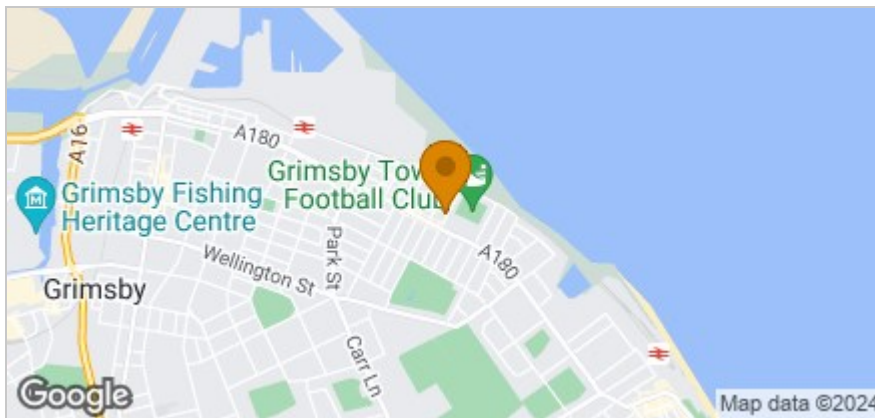 A180
A16
Grimsby Town
Football Club
Grimsby Fishing
Heritage Centre
Park St
Wellington St
A180
Grimsby
Carr Ln
Google
Map data ©2024